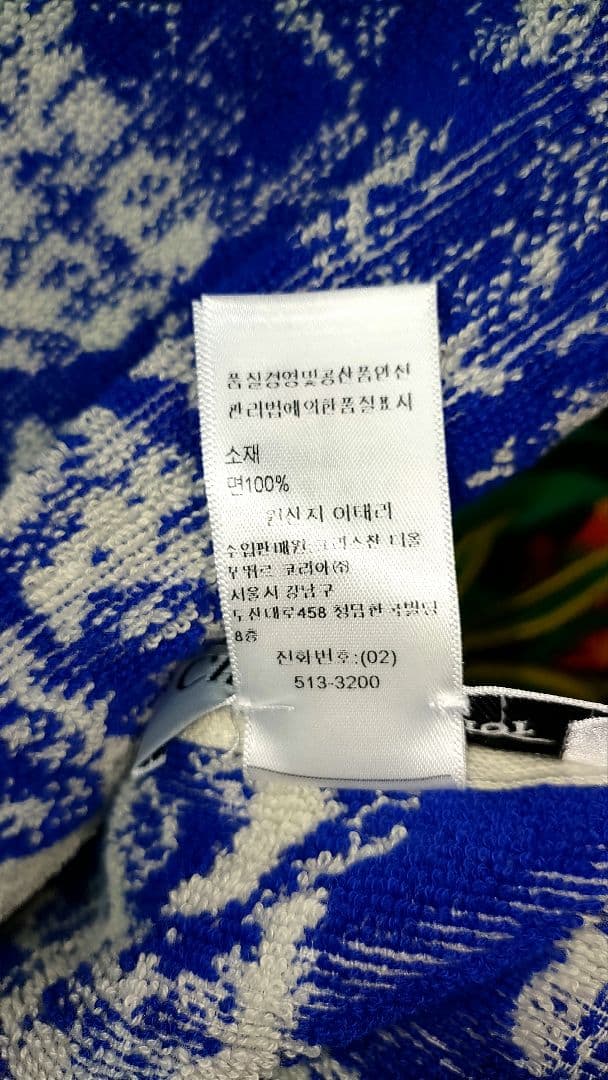 품질경영및공산품안전
관리법에의한품질표시
소재
면100%
원산지 이태리
수입판매원:크리스챤 디올
꾸뛰르 코리아㈜
서울시 강남구
도산대로458 청담한국빌딩
8층
전화번호:(02)
513-3200